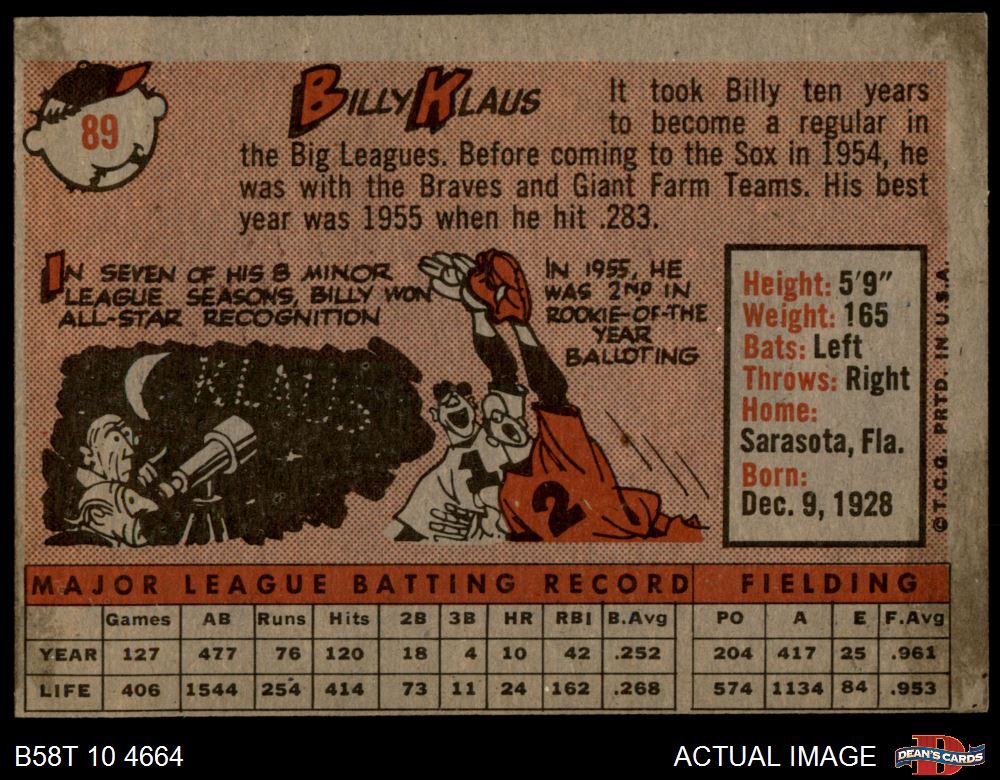 89
BILLY KLAUS
It took Billy ten years
to become a regular in
the Big Leagues. Before coming to the Sox in 1954, he
was with the Braves and Giant Farm Teams. His best
year was 1955 when he hit .283.
IN SEVEN OF HIS 8 MINOR
LEAGUE SEASONS, BILLY WON
ALL-STAR RECOGNITION
KLAUS
IN 1955, HE
WAS 2ND IN
ROOKIE-OF-THE
YEAR
BALLOTING
1
2
Height: 5'9"
Weight: 165
Bats: Left
Throws: Right
Home:
Sarasota, Fla.
Born:
Dec. 9, 1928
© T.C.G. PRTD. IN U.S.A.
MAJOR LEAGUE BATTING RECORD FIELDING
Games AB Runs Hits 2B 3B HR RBI B.Avg PO A E F.Avg
YEAR 127 477 76 120 18 4 10 42 .252 204 417 25 .961
LIFE 406 1544 254 414 73 11 24 162 .268 574 1134 84 .953
B58T 10 4664
ACTUAL IMAGE
D
DEAN'S CARDS